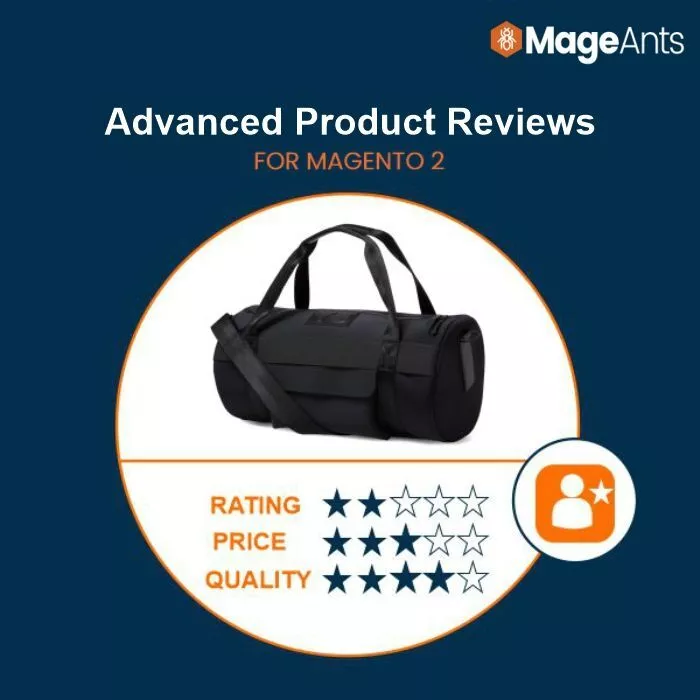 MageAnts
Advanced Product Reviews
FOR MAGENTO 2
RATING
PRICE
QUALITY